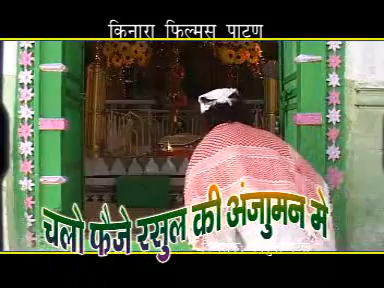 किनारा फिल्मस पाटण
चलो फैजे रसुल की अंजुमन मे